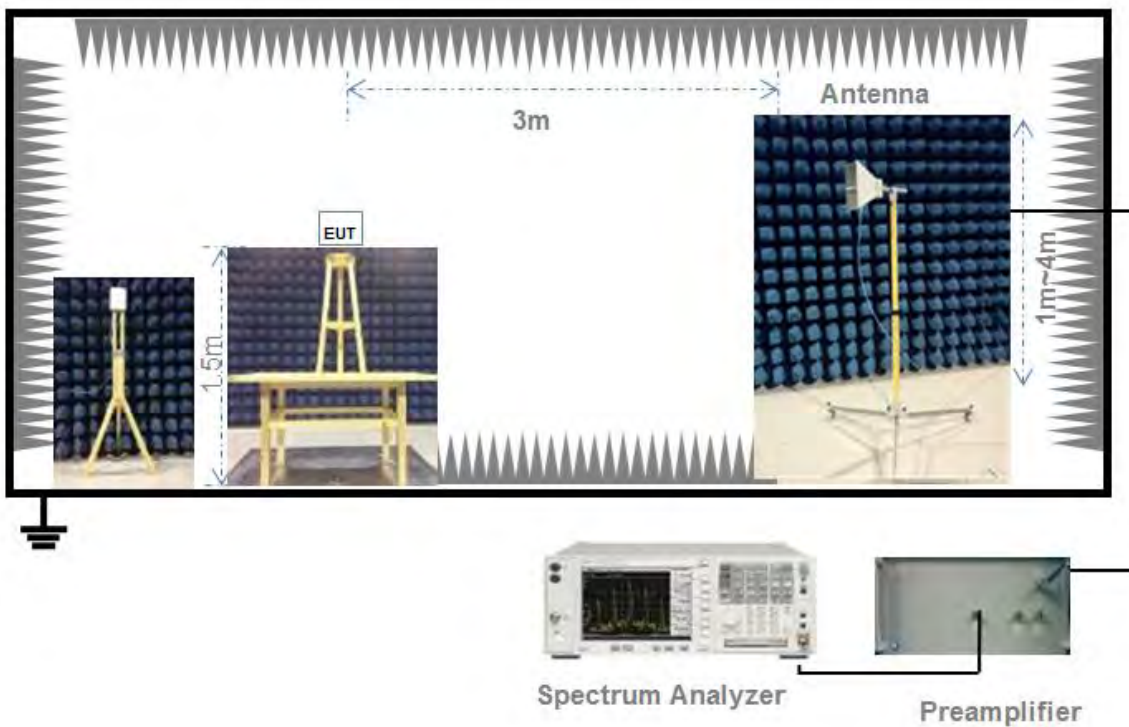 Antenna
3m
EUT
1.5m
1m~4m
Spectrum Analyzer
Preamplifier